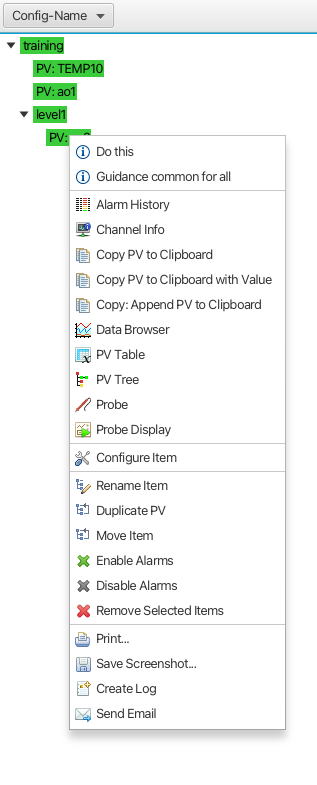 Config-Name
training
PV: TEMP10
PV: ao1
level1
PV:
Do this
Guidance common for all
Alarm History
Channel Info
Copy PV to Clipboard
Copy PV to Clipboard with Value
Copy: Append PV to Clipboard
Data Browser
PV Table
PV Tree
Probe
Probe Display
Configure Item
Rename Item
Duplicate PV
Move Item
Enable Alarms
Disable Alarms
Remove Selected Items
Print...
Save Screenshot...
Create Log
Send Email